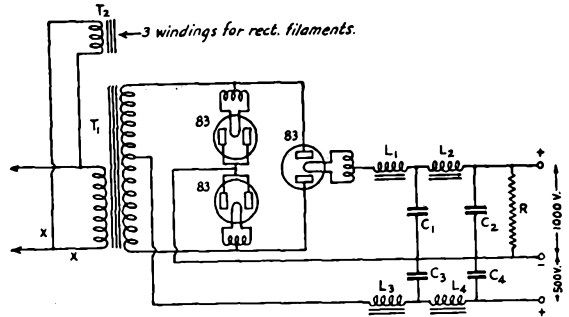 T2
3 windings for rect. filaments.
T1
83
83
83
L1
L2
+
C1
C2
R
1000 V.
-
X
X
C3
C4
500V.
L3
L4
+